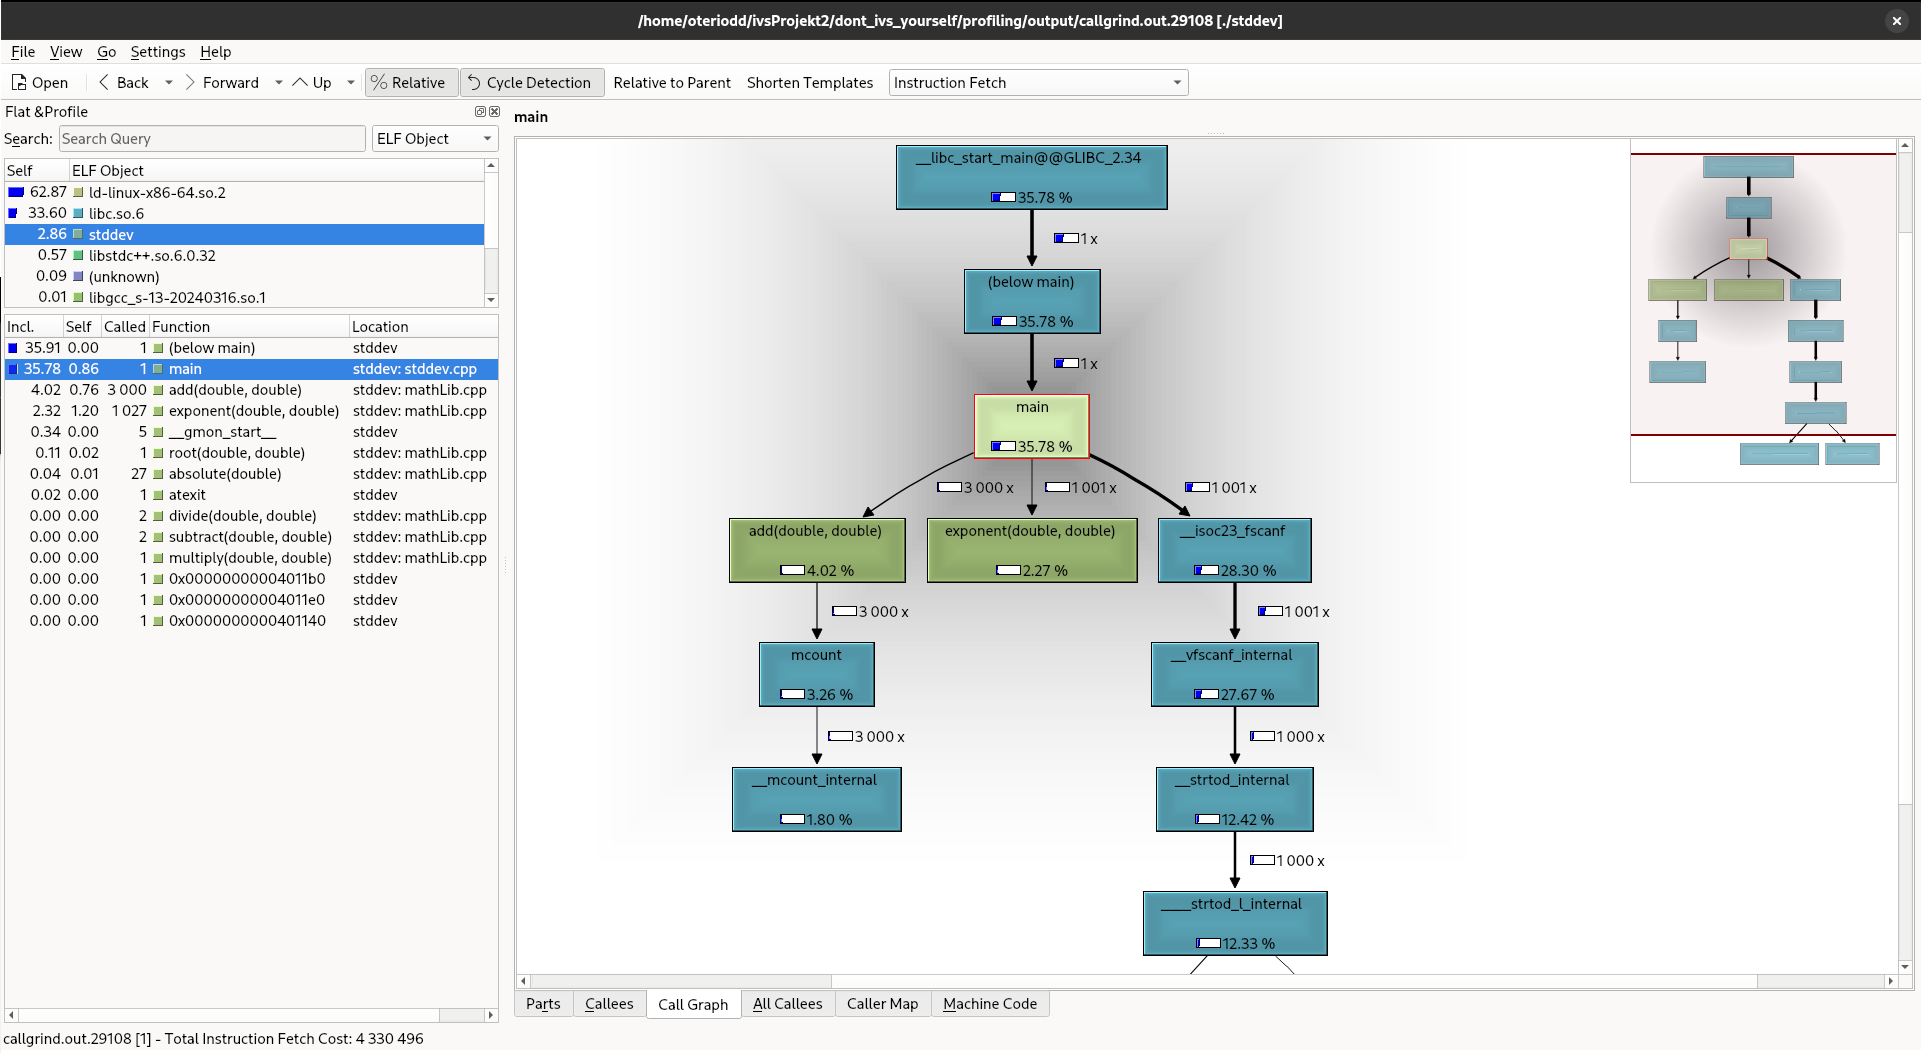 /home/oteriodd/ivsProjekt2/dont_ivs_yourself/profiling/output/callgrind.out.29108 [./stddev]
File View Go Settings Help
Open Back Forward Up Relative Cycle Detection Relative to Parent Shorten Templates Instruction Fetch
Flat &Profile
Search: Search Query ELF Object
Self ELF Object
62.87 ld-linux-x86-64.so.2
33.60 libc.so.6
2.86 stddev
0.57 libstdc++.so.6.0.32
0.09 (unknown)
0.01 libgcc_s-13-20240316.so.1
Incl. Self Called Function Location
35.91 0.00 1 (below main) stddev
35.78 0.86 1 main stddev: stddev.cpp
4.02 0.76 3 000 add(double, double) stddev: mathLib.cpp
2.32 1.20 1 027 exponent(double, double) stddev: mathLib.cpp
0.34 0.00 5 __gmon_start__ stddev
0.11 0.02 1 root(double, double) stddev: mathLib.cpp
0.04 0.01 27 absolute(double) stddev: mathLib.cpp
0.02 0.00 1 atexit stddev
0.00 0.00 2 divide(double, double) stddev: mathLib.cpp
0.00 0.00 2 subtract(double, double) stddev: mathLib.cpp
0.00 0.00 1 multiply(double, double) stddev: mathLib.cpp
0.00 0.00 1 0x00000000004011b0 stddev
0.00 0.00 1 0x00000000004011e0 stddev
0.00 0.00 1 0x0000000000401140 stddev
main
__libc_start_main@@GLIBC_2.34
35.78 %
1 x
(below main)
35.78 %
1 x
main
35.78 %
3 000 x 1 001 x 1 001 x
add(double, double) exponent(double, double) __isoc23_fscanf
4.02 % 2.27 % 28.30 %
3 000 x 1 001 x
mcount __vfscanf_internal
3.26 % 27.67 %
3 000 x 1 000 x
__mcount_internal __strtod_internal
1.80 % 12.42 %
1 000 x
____strtod_l_internal
12.33 %
Parts Callees Call Graph All Callees Caller Map Machine Code
callgrind.out.29108 [1] - Total Instruction Fetch Cost: 4 330 496